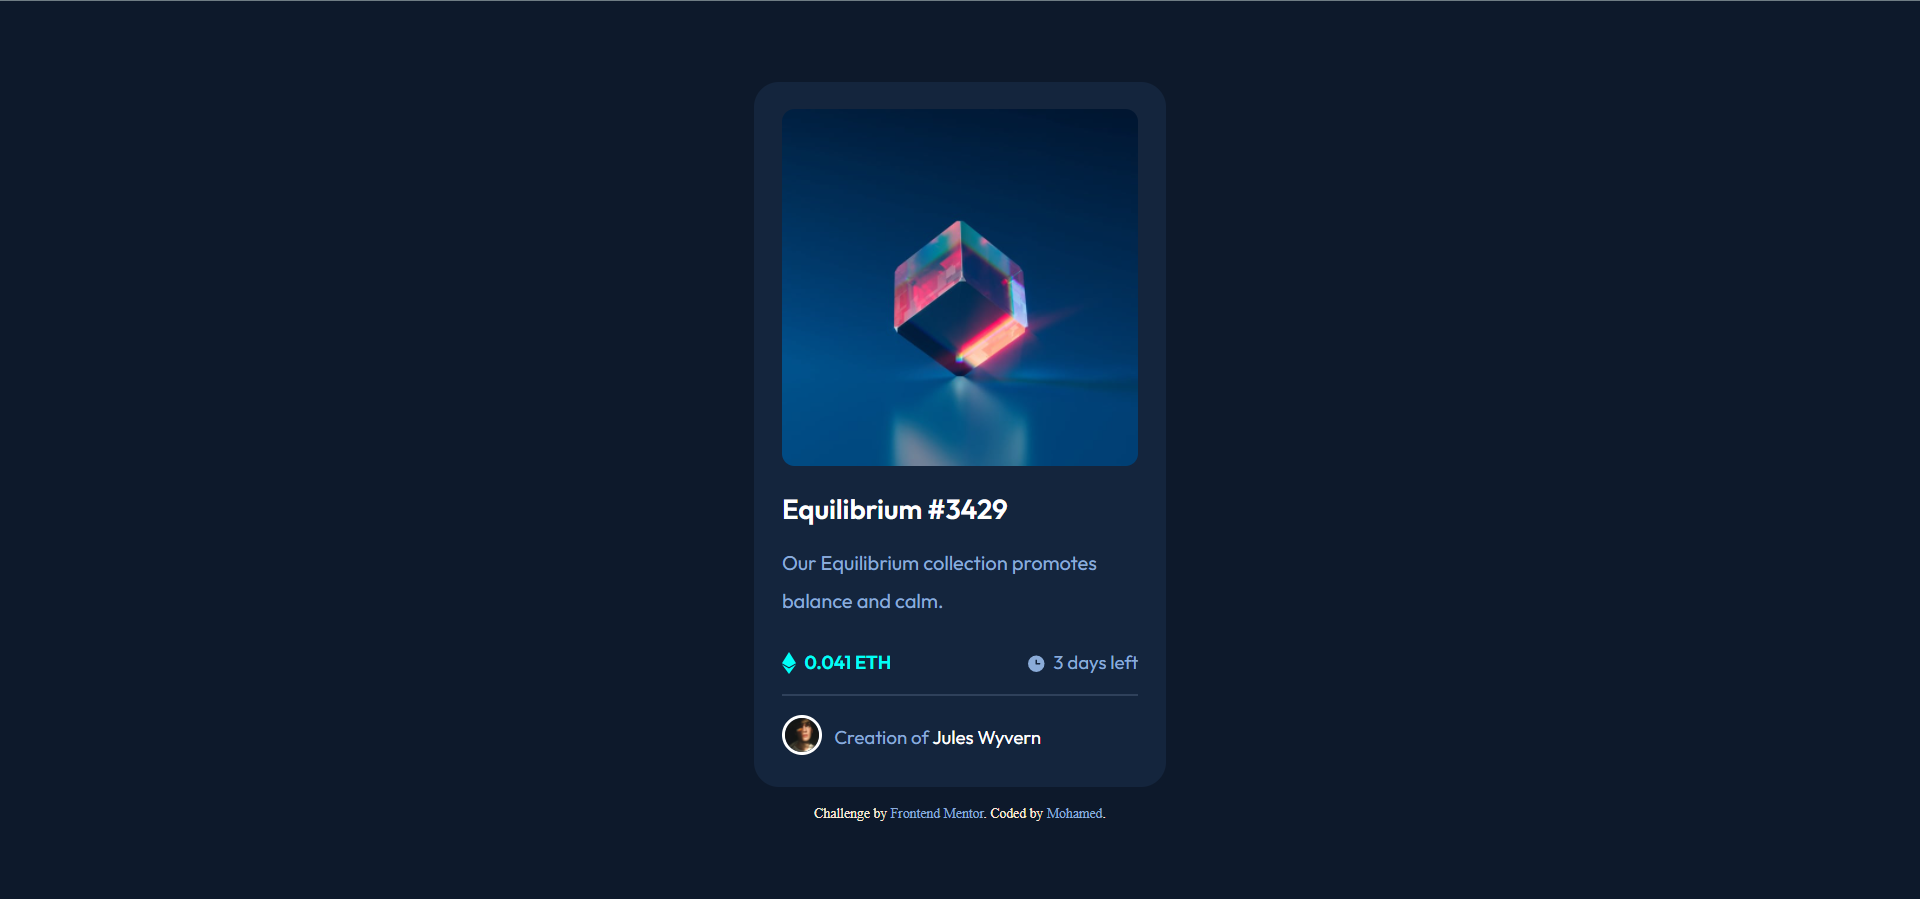 Equilibrium #3429
Our Equilibrium collection promotes
balance and calm.
0.041 ETH
3 days left
Creation of Jules Wyvern
Challenge by Frontend Mentor. Coded by Mohamed.